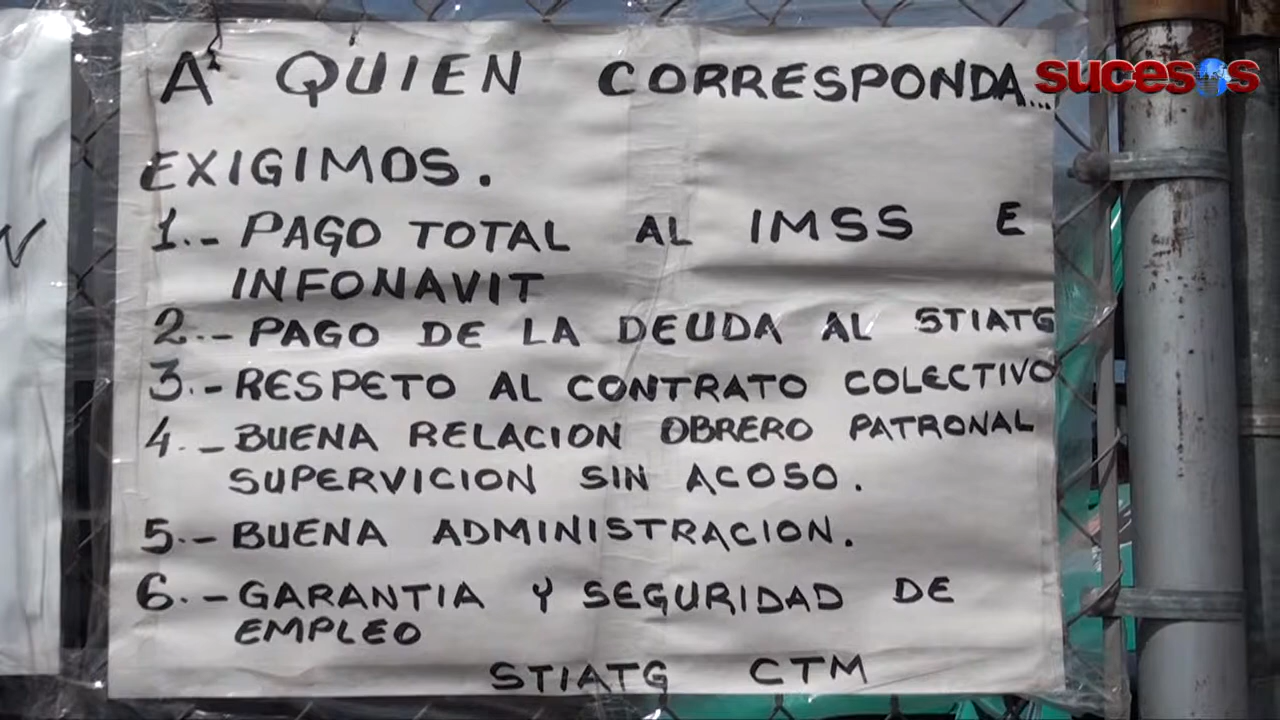 A QUIEN CORRESPONDA...
sucesos
EXIGIMOS.
1.- PAGO TOTAL AL IMSS E
INFONAVIT
2.- PAGO DE LA DEUDA AL STIATG
3.- RESPETO AL CONTRATO COLECTIVO
4.- BUENA RELACION OBRERO PATRONAL
SUPERVICION SIN ACOSO.
5.- BUENA ADMINISTRACION.
6.- GARANTIA Y SEGURIDAD DE
EMPLEO
STIATG CTM